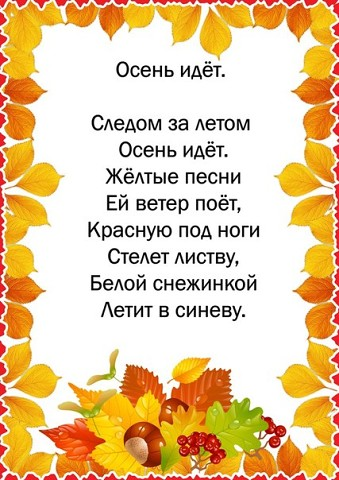 Осень идёт.
Следом за летом
Осень идёт.
Жёлтые песни
Ей ветер поёт,
Красную под ноги
Стелет листву,
Белой снежинкой
Летит в синеву.